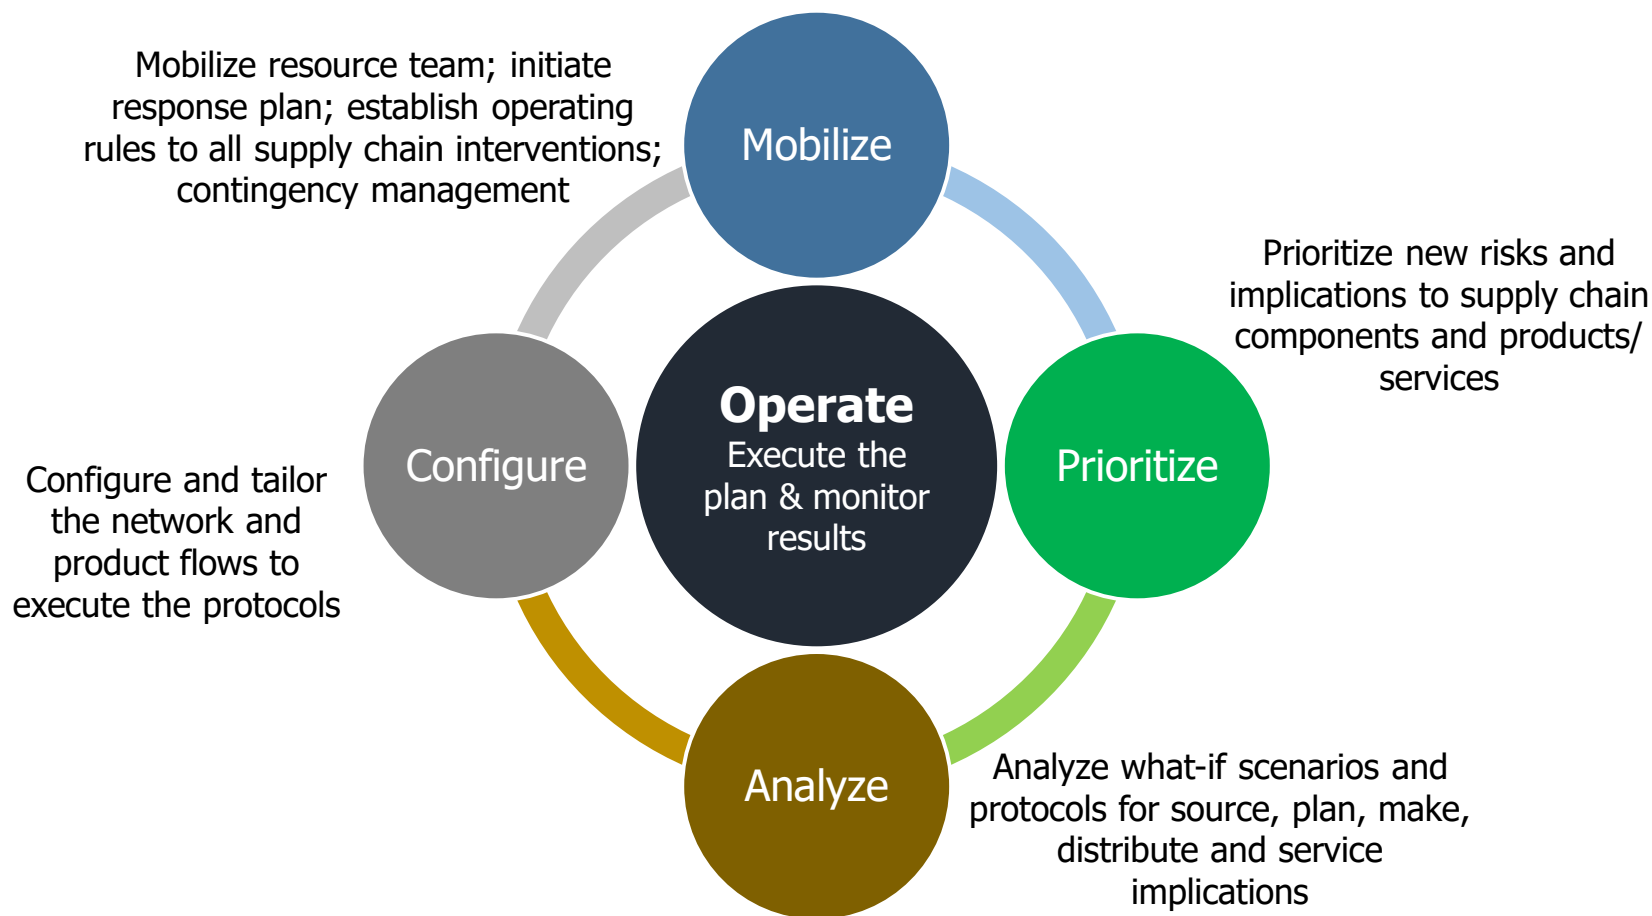 Mobilize resource team; initiate
response plan; establish operating
rules to all supply chain interventions;
contingency management
Mobilize
Prioritize new risks and
implications to supply chain
components and products/
services
Prioritize
Operate
Execute the
plan & monitor
results
Configure
Configure and tailor
the network and
product flows to
execute the protocols
Analyze
Analyze what-if scenarios and
protocols for source, plan, make,
distribute and service
implications